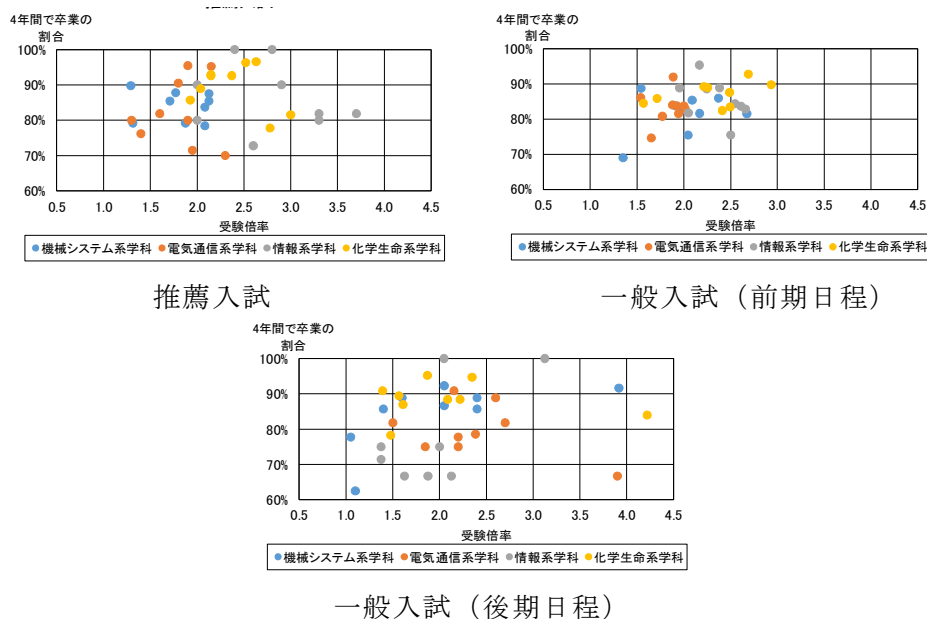 4年間で卒業の
割合
100%
90%
80%
70%
60%
0.5 1.0 1.5 2.0 2.5 3.0 3.5 4.0 4.5
受験倍率
●機械システム系学科 ●電気通信系学科 ●情報系学科 ●化学生命系学科
推薦入試
4年間で卒業の
割合
100%
90%
80%
70%
60%
0.5 1.0 1.5 2.0 2.5 3.0 3.5 4.0 4.5
受験倍率
●機械システム系学科 ●電気通信系学科 ●情報系学科 ●化学生命系学科
一般入試（前期日程）
4年間で卒業の
割合
100%
90%
80%
70%
60%
0.5 1.0 1.5 2.0 2.5 3.0 3.5 4.0 4.5
受験倍率
●機械システム系学科 ●電気通信系学科 ●情報系学科 ●化学生命系学科
一般入試（後期日程）